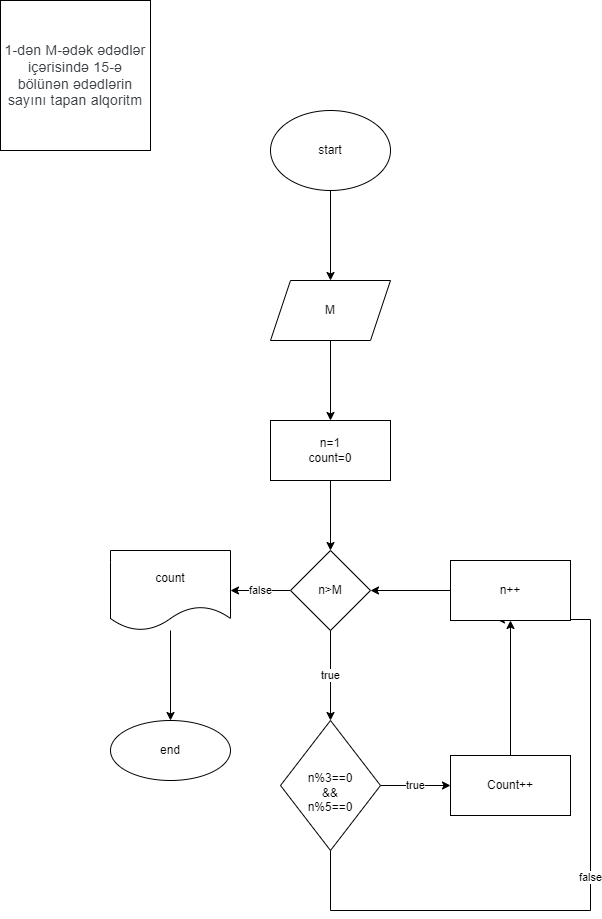 1-dən M-ədək ədədlər
içərisində 15-ə
bölünən ədədlərin
sayını tapan alqoritm
start
M
n=1
count=0
count
false
n>M
n++
true
end
n%3==0
&&
n%5==0
true
Count++
false